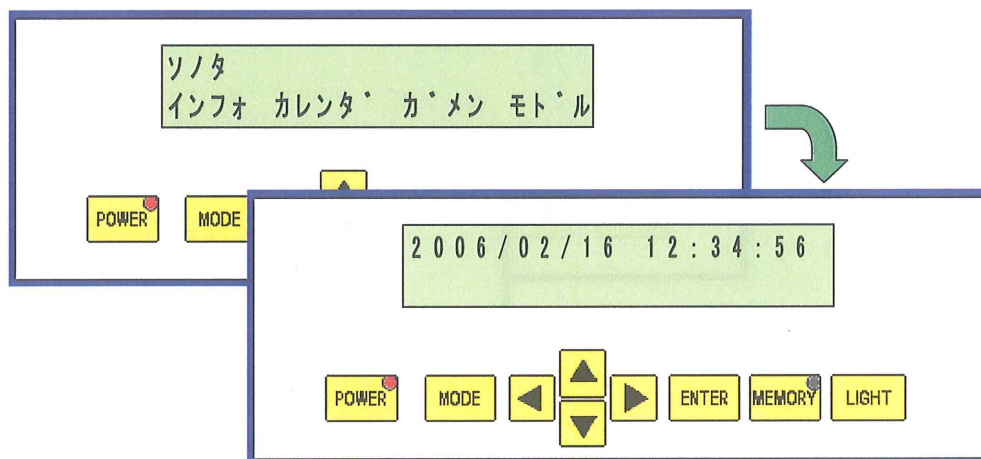 ソノタ
インフォ カレンダ゛ カ゛メン モト゛ル
POWER MODE
2006/02/16 12:34:56
POWER MODE ENTER MEMORY LIGHT